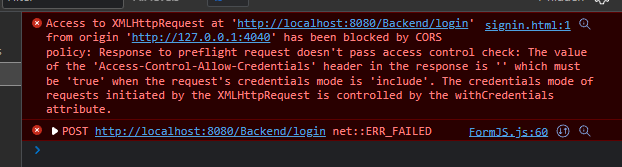 Access to XMLHttpRequest at 'http://localhost:8080/Backend/login' signin.html:1
from origin 'http://127.0.0.1:4040' has been blocked by CORS
policy: Response to preflight request doesn't pass access control check: The value
of the 'Access-Control-Allow-Credentials' header in the response is '' which must
be 'true' when the request's credentials mode is 'include'. The credentials mode of
requests initiated by the XMLHttpRequest is controlled by the withCredentials
attribute.
POST http://localhost:8080/Backend/login net::ERR_FAILED FormJS.js:60